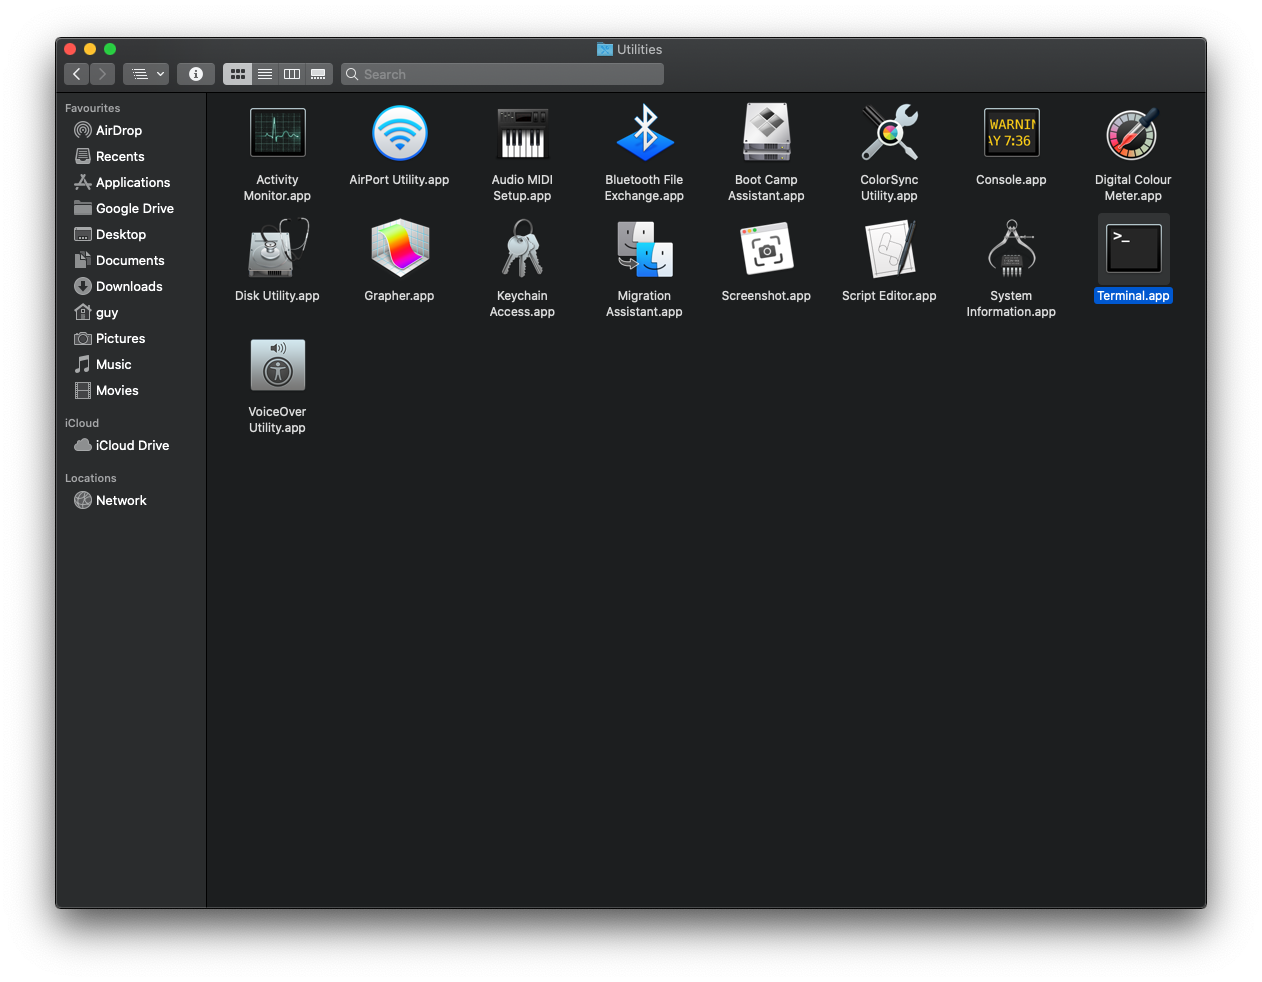 Utilities
Search
Favourites
AirDrop
Recents
Applications
Google Drive
Desktop
Documents
Downloads
guy
Pictures
Music
Movies
iCloud
iCloud Drive
Locations
Network
WARNIN
AY 7:36
Activity
Monitor.app
AirPort Utility.app
Audio MIDI
Setup.app
Bluetooth File
Exchange.app
Boot Camp
Assistant.app
ColorSync
Utility.app
Console.app
Digital Colour
Meter.app
>_
Disk Utility.app
Grapher.app
Keychain
Access.app
Migration
Assistant.app
Screenshot.app
Script Editor.app
System
Information.app
Terminal.app
VoiceOver
Utility.app